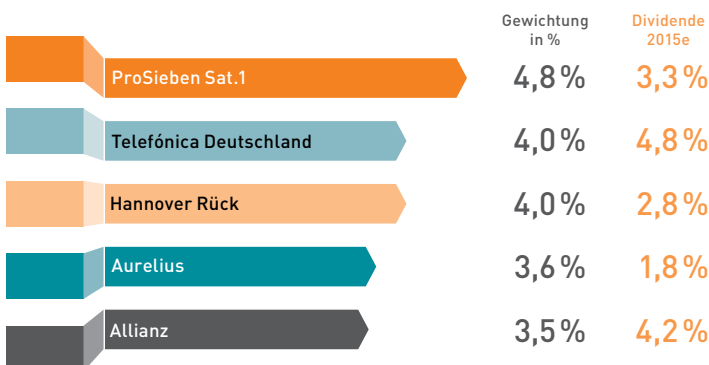 Gewichtung in %
Dividende 2015e
ProSieben Sat.1 4,8 % 3,3 %
Telefónica Deutschland 4,0 % 4,8 %
Hannover Rück 4,0 % 2,8 %
Aurelius 3,6 % 1,8 %
Allianz 3,5 % 4,2 %